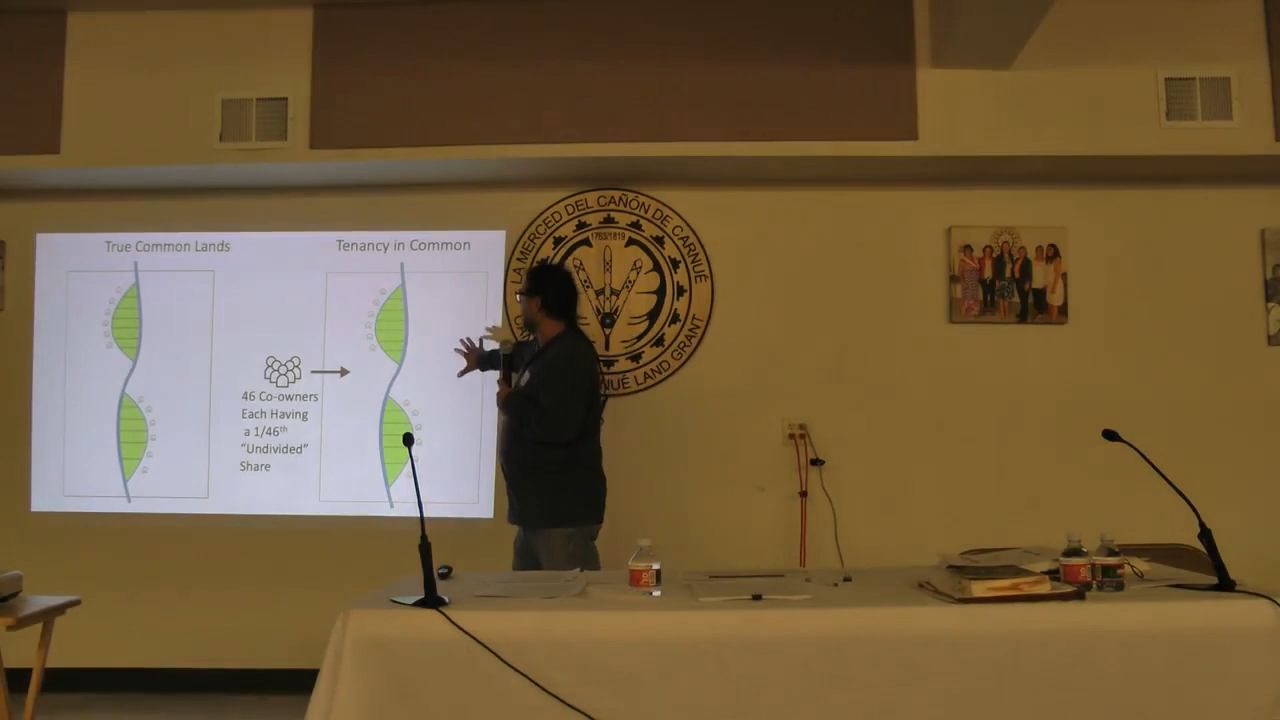 True Common Lands
Tenancy in Common
46 Co-owners
Each Having
a 1/46th
"Undivided"
Share
LA MERCED DEL CAÑÓN DE CARNUÉ
1763/1819
LAND GRANT